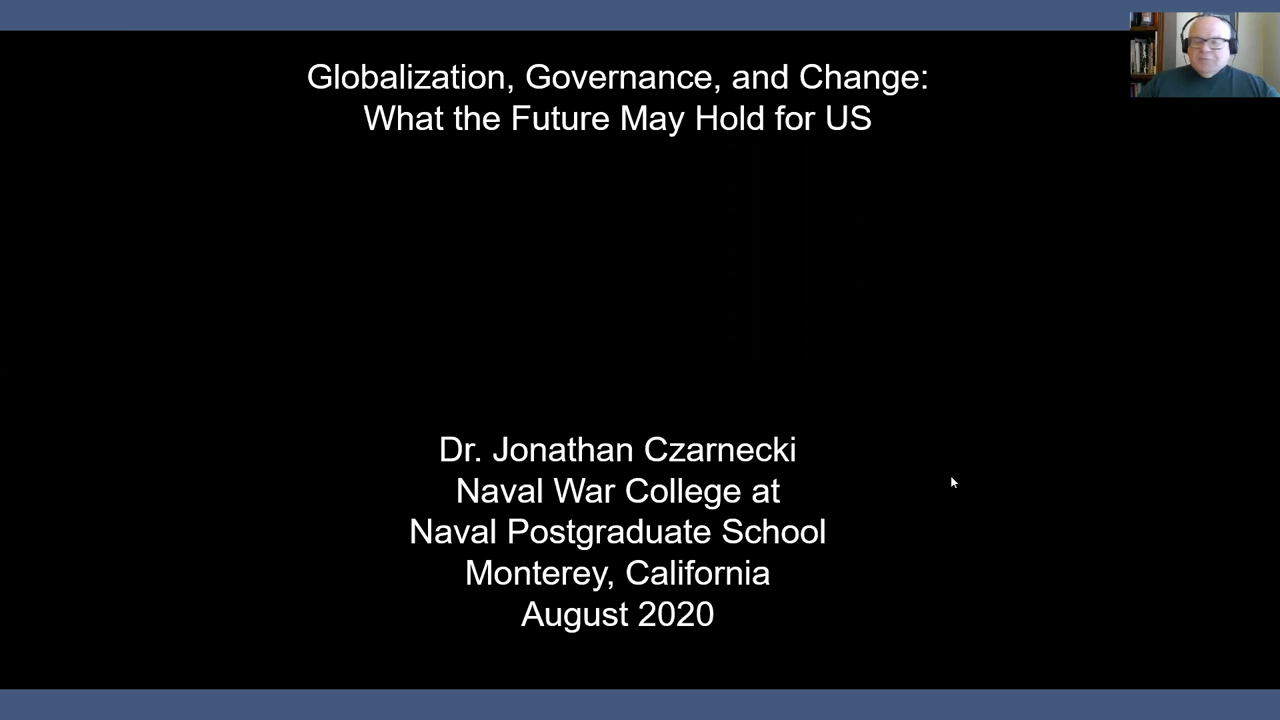 Globalization, Governance, and Change:
What the Future May Hold for US
Dr. Jonathan Czarnecki
Naval War College at
Naval Postgraduate School
Monterey, California
August 2020